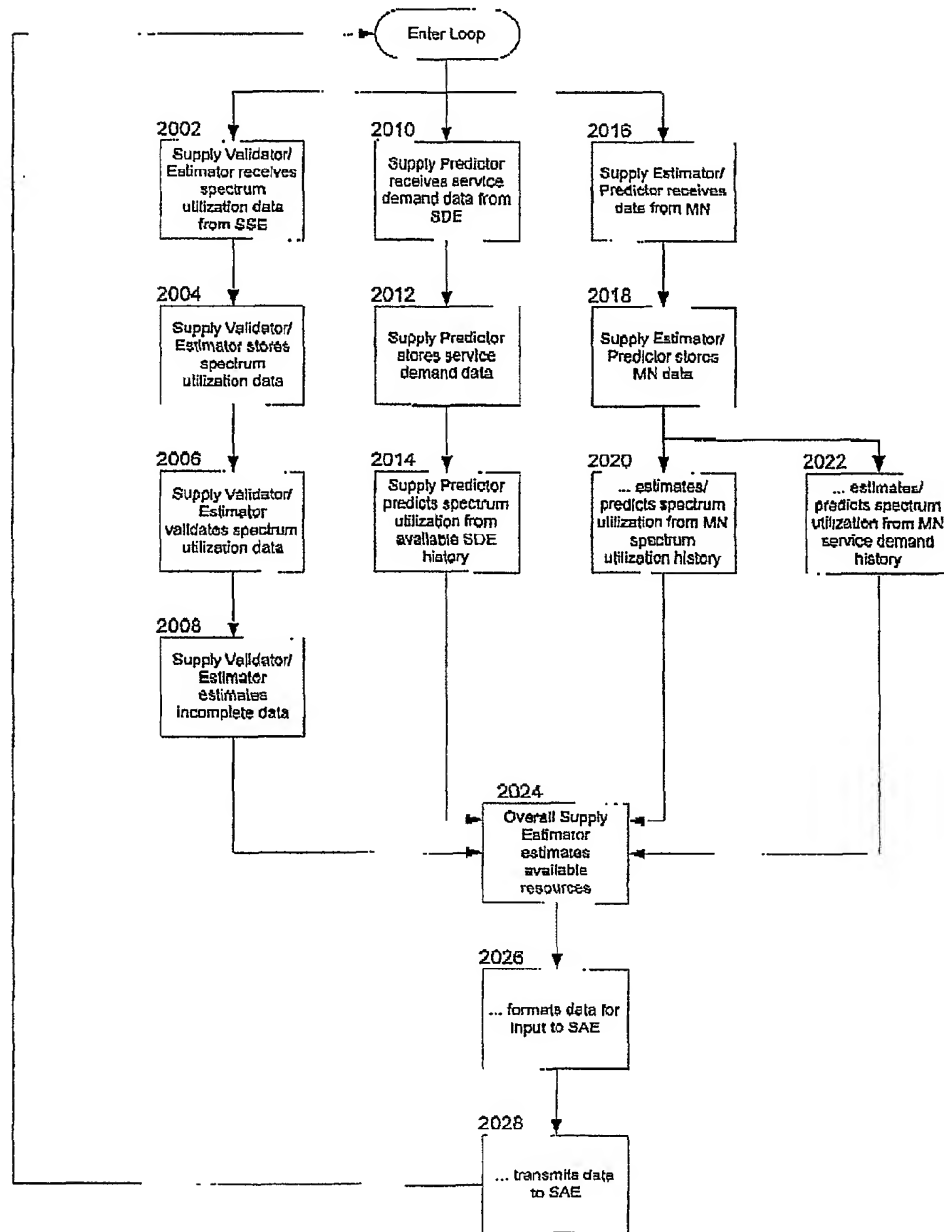 Enter Loop
2002
Supply Validator/
Estimator receives
spectrum
utilization data
from SSE
2010
Supply Predictor
receives service
demand data from
SDE
2016
Supply Estimator/
Predictor receives
data from MN
2004
Supply Validator/
Estimator stores
spectrum
utilization data
2012
Supply Predictor
stores service
demand data
2018
Supply Estimator/
Predictor stores
MN data
2006
Supply Validator/
Estimator
validates spectrum
utilization data
2014
Supply Predictor
predicts spectrum
utilization from
available SDE
history
2020
... estimates/
predicts spectrum
utilization from MN
spectrum
utilization history
2022
... estimates/
predicts spectrum
utilization from MN
service demand
history
2008
Supply Validator/
Estimator
estimates
incomplete data
2024
Overall Supply
Estimator
estimates
available
resources
2026
... formats data for
input to SAE
2028
... transmits data
to SAE